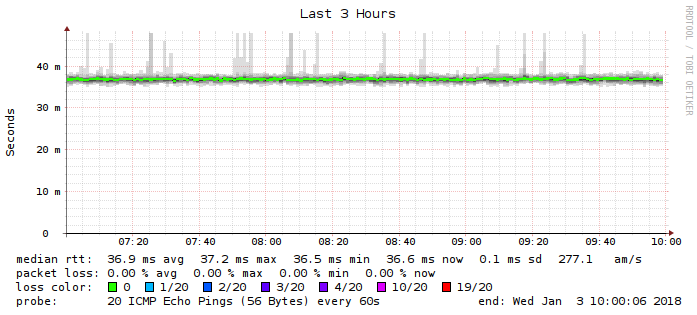 Last 3 Hours
RRDTOOL / TOBI OETIKER
Seconds
40 m
30 m
20 m
10 m
0
07:20 07:40 08:00 08:20 08:40 09:00 09:20 09:40 10:00
median rtt: 36.9 ms avg 37.2 ms max 36.5 ms min 36.6 ms now 0.1 ms sd 277.1 am/s
packet loss: 0.00 % avg 0.00 % max 0.00 % min 0.00 % now
loss color: 0 1/20 2/20 3/20 4/20 10/20 19/20
probe: 20 ICMP Echo Pings (56 Bytes) every 60s end: Wed Jan 3 10:00:06 2018